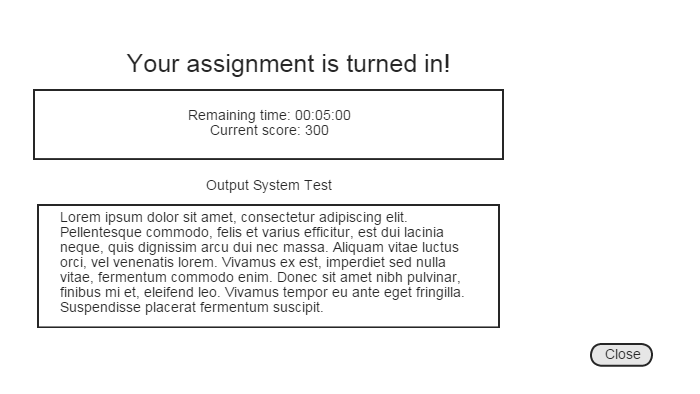 Your assignment is turned in!
Remaining time: 00:05:00
Current score: 300
Output System Test
Lorem ipsum dolor sit amet, consectetur adipiscing elit.
Pellentesque commodo, felis et varius efficitur, est dui lacinia
neque, quis dignissim arcu dui nec massa. Aliquam vitae luctus
orci, vel venenatis lorem. Vivamus ex est, imperdiet sed nulla
vitae, fermentum commodo enim. Donec sit amet nibh pulvinar,
finibus mi et, eleifend leo. Vivamus tempor eu ante eget fringilla.
Suspendisse placerat fermentum suscipit.
Close